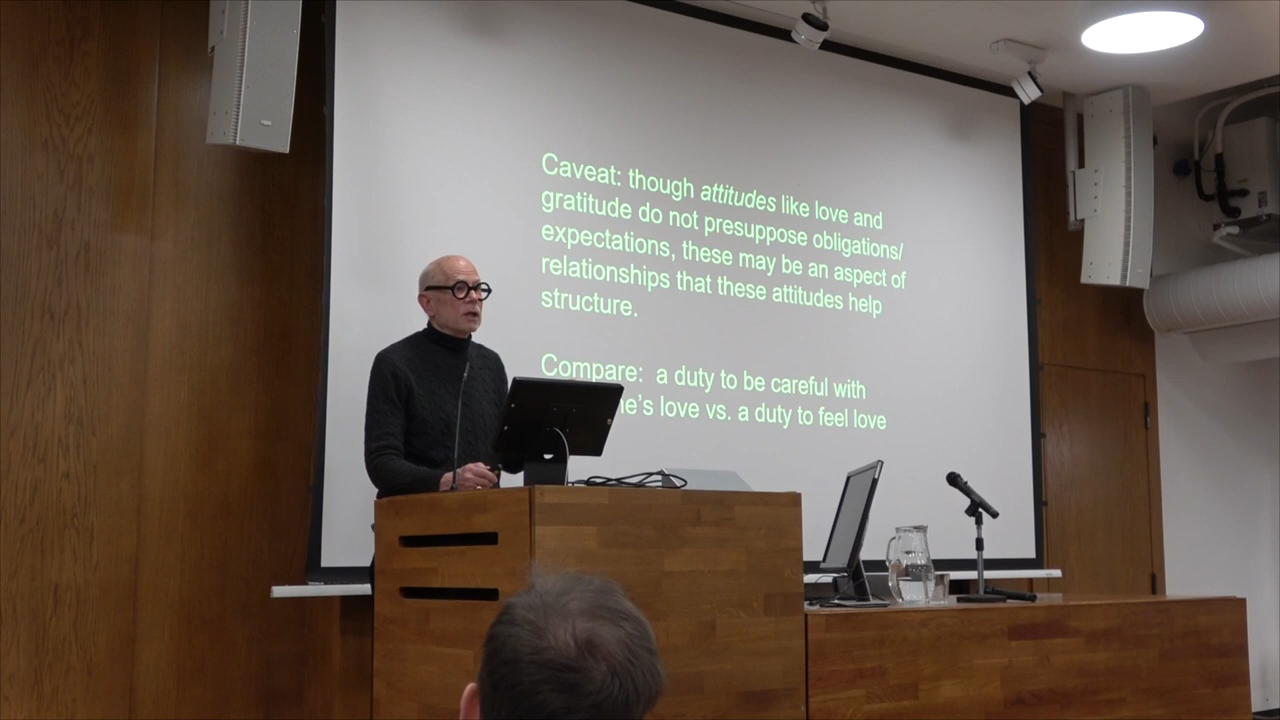 Caveat: though attitudes like love and
gratitude do not presuppose obligations/
expectations, these may be an aspect of
relationships that these attitudes help
structure.
Compare: a duty to be careful with
love vs. a duty to feel love